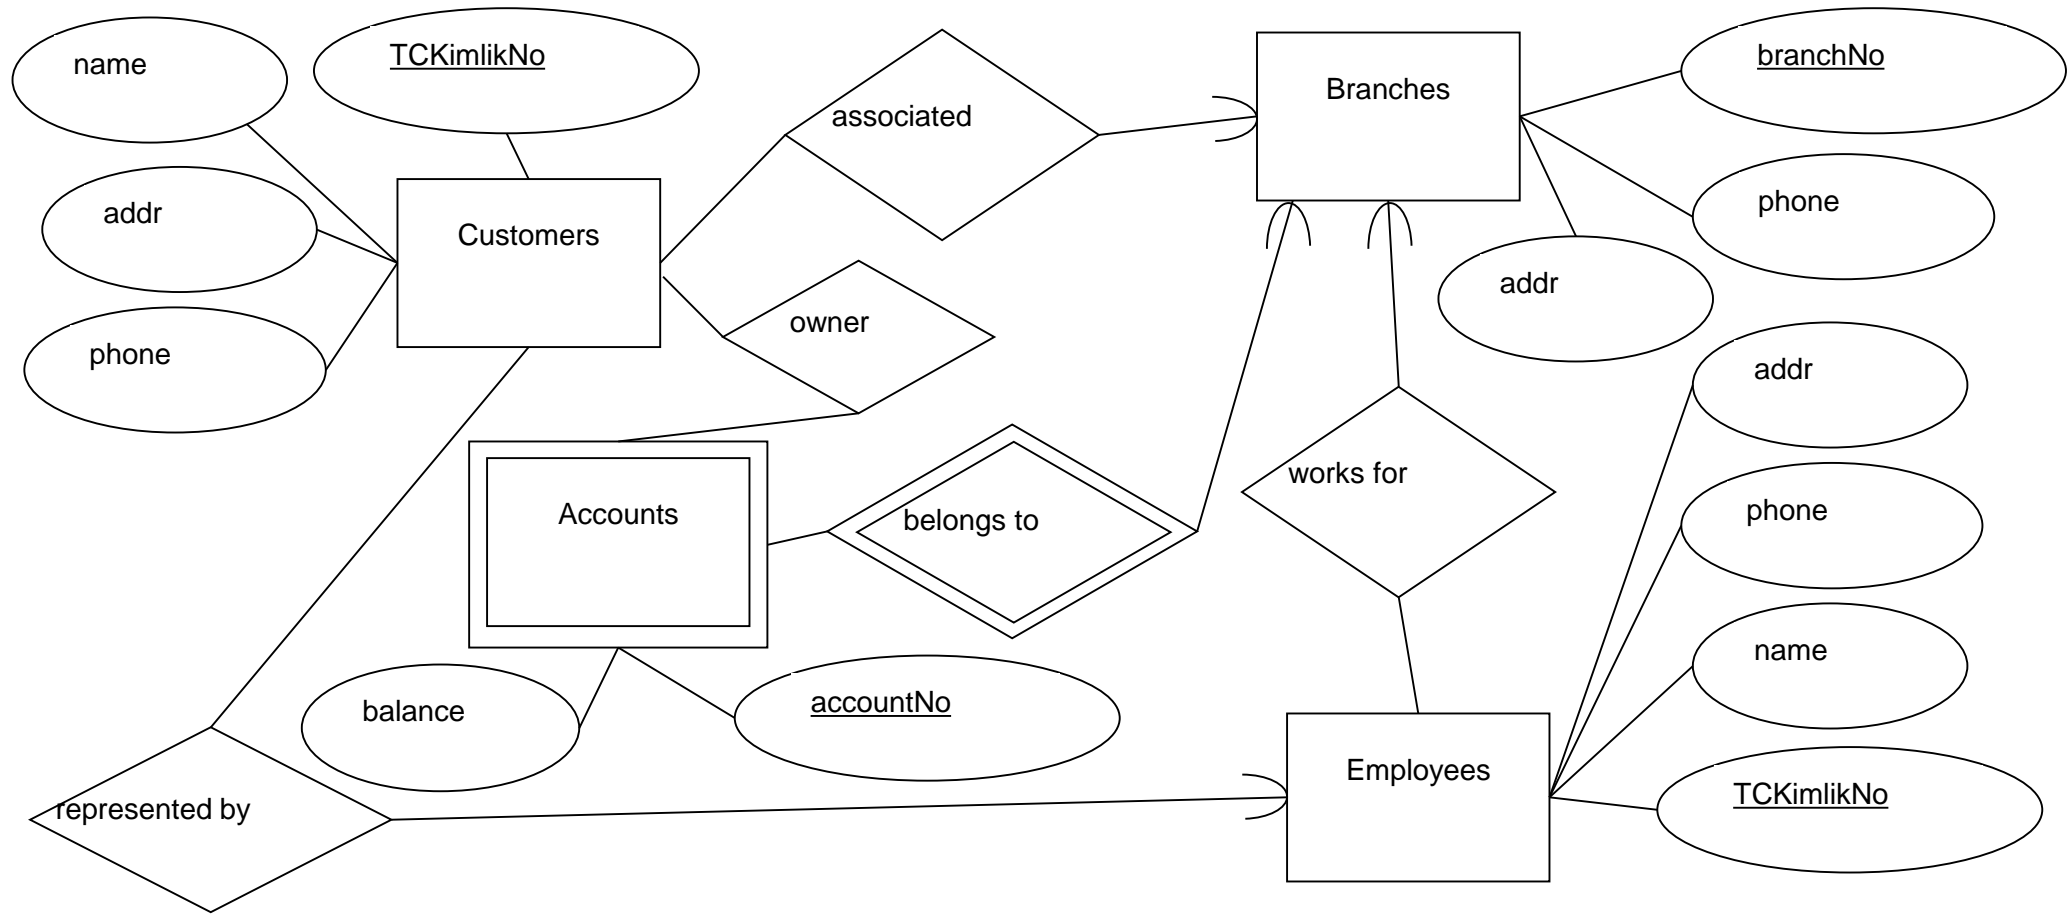 name
TCKimlikNo
associated
Branches
branchNo
addr
Customers
phone
phone
owner
addr
addr
Accounts
belongs to
works for
phone
name
balance
accountNo
Employees
TCKimlikNo
represented by